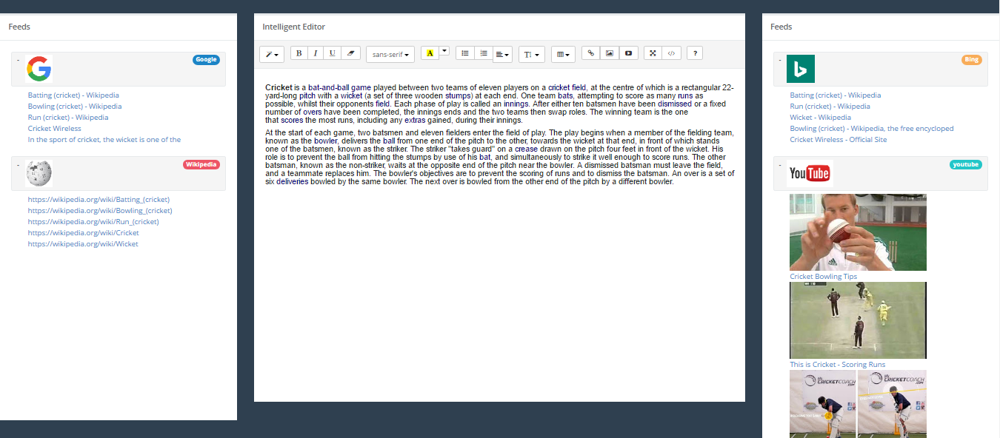 Feeds
-
Google
Batting (cricket) - Wikipedia
Bowling (cricket) - Wikipedia
Run (cricket) - Wikipedia
Cricket Wireless
In the sport of cricket, the wicket is one of the
-
Wikipedia
https://wikipedia.org/wiki/Batting_(cricket)
https://wikipedia.org/wiki/Bowling_(cricket)
https://wikipedia.org/wiki/Run_(cricket)
https://wikipedia.org/wiki/Cricket
https://wikipedia.org/wiki/Wicket
Intelligent Editor
B I U sans-serif A T </> ?
Cricket is a bat-and-ball game played between two teams of eleven players on a cricket field, at the centre of which is a rectangular 22-
yard-long pitch with a wicket (a set of three wooden stumps) at each end. One team bats, attempting to score as many runs as
possible, whilst their opponents field. Each phase of play is called an innings. After either ten batsmen have been dismissed or a fixed
number of overs have been completed, the innings ends and the two teams then swap roles. The winning team is the one
that scores the most runs, including any extras gained, during their innings.
At the start of each game, two batsmen and eleven fielders enter the field of play. The play begins when a member of the fielding team,
known as the bowler, delivers the ball from one end of the pitch to the other, towards the wicket at that end, in front of which stands
one of the batsmen, known as the striker. The striker "takes guard" on a crease drawn on the pitch four feet in front of the wicket. His
role is to prevent the ball from hitting the stumps by use of his bat, and simultaneously to strike it well enough to score runs. The other
batsman, known as the non-striker, waits at the opposite end of the pitch near the bowler. A dismissed batsman must leave the field,
and a teammate replaces him. The bowler's objectives are to prevent the scoring of runs and to dismiss the batsman. An over is a set of
six deliveries bowled by the same bowler. The next over is bowled from the other end of the pitch by a different bowler.
Feeds
-
Bing
Batting (cricket) - Wikipedia
Run (cricket) - Wikipedia
Wicket - Wikipedia
Bowling (cricket) - Wikipedia, the free encycloped
Cricket Wireless - Official Site
-
YouTube
youtube
adidas
Cricket Bowling Tips
This is Cricket - Scoring Runs
CRICKETCOACH
.COM
CRICKETCOACH
.COM